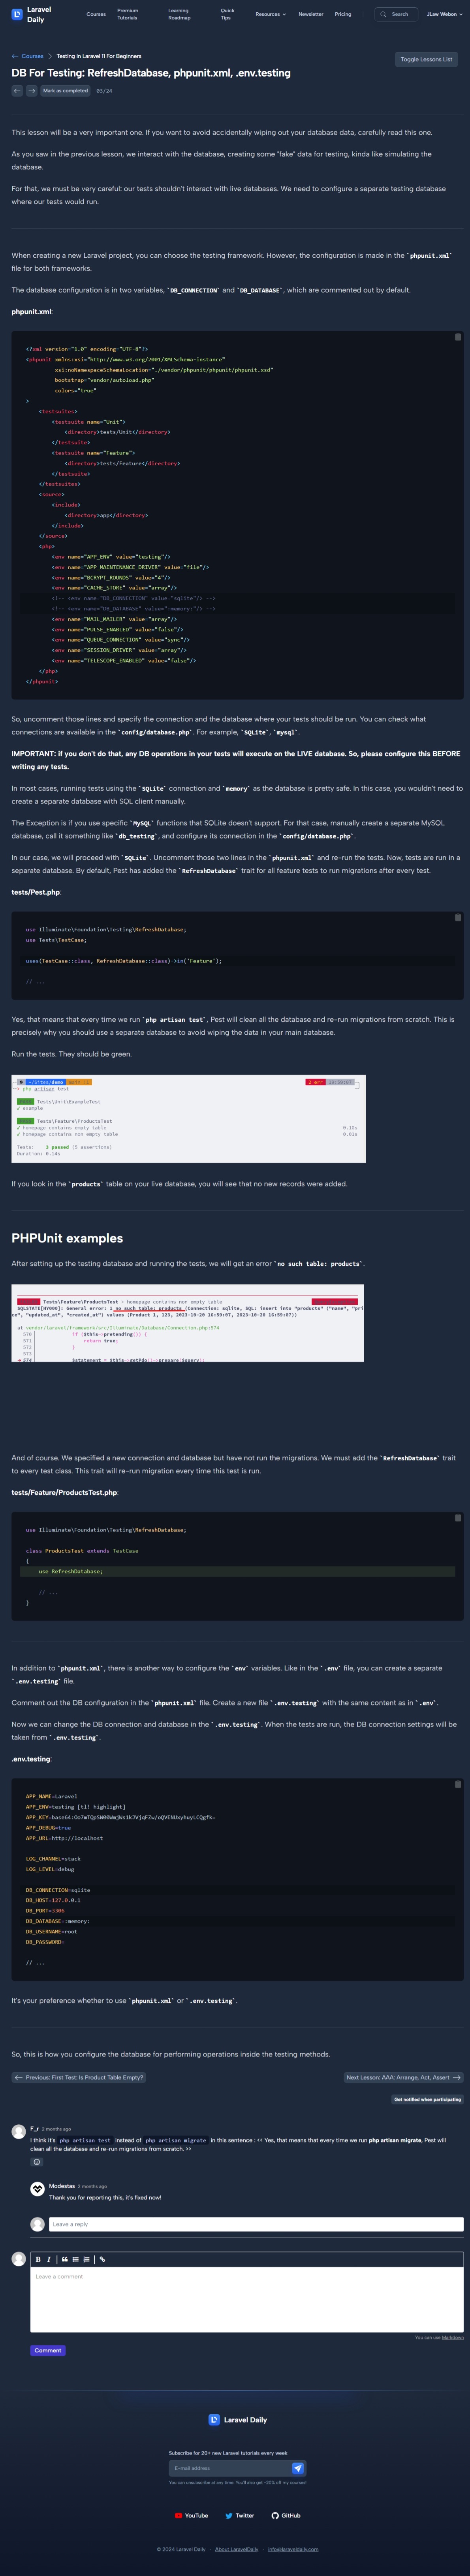 Laravel Daily
Courses
Premium Tutorials
Learning Roadmap
Quick Tips
Resources
Newsletter
Pricing
Search
JLaw Webon
Courses
Testing in Laravel 11 For Beginners
DB For Testing: RefreshDatabase, phpunit.xml, .env.testing
Toggle Lessons List
Mark as completed
03/24
This lesson will be a very important one. If you want to avoid accidentally wiping out your database data, carefully read this one.
As you saw in the previous lesson, we interact with the database, creating some "fake" data for testing, kinda like simulating the
database.
For that, we must be very careful: our tests shouldn't interact with live databases. We need to configure a separate testing database
where our tests would run.
When creating a new Laravel project, you can choose the testing framework. However, the configuration is made in the `phpunit.xml`
file for both frameworks.
The database configuration is in two variables, `DB_CONNECTION` and `DB_DATABASE`, which are commented out by default.
phpunit.xml:
<?xml version="1.0" encoding="UTF-8"?>
<phpunit xmlns:xsi="http://www.w3.org/2001/XMLSchema-instance"
xsi:noNamespaceSchemaLocation="./vendor/phpunit/phpunit/phpunit.xsd"
bootstrap="vendor/autoload.php"
colors="true"
>
<testsuites>
<testsuite name="Unit">
<directory>tests/Unit</directory>
</testsuite>
<testsuite name="Feature">
<directory>tests/Feature</directory>
</testsuite>
</testsuites>
<source>
<include>
<directory>app</directory>
</include>
</source>
<php>
<env name="APP_ENV" value="testing"/>
<env name="APP_MAINTENANCE_DRIVER" value="file"/>
<env name="BCRYPT_ROUNDS" value="4"/>
<env name="CACHE_STORE" value="array"/>
<!-- <env name="DB_CONNECTION" value="sqlite"/> -->
<!-- <env name="DB_DATABASE" value=":memory:"/> -->
<env name="MAIL_MAILER" value="array"/>
<env name="PULSE_ENABLED" value="false"/>
<env name="QUEUE_CONNECTION" value="sync"/>
<env name="SESSION_DRIVER" value="array"/>
<env name="TELESCOPE_ENABLED" value="false"/>
</php>
</phpunit>
So, uncomment those lines and specify the connection and the database where your tests should be run. You can check what
connections are available in the `config/database.php`. For example, `SQLite`, `mysql`.
IMPORTANT: if you don't do that, any DB operations in your tests will execute on the LIVE database. So, please configure this BEFORE
writing any tests.
In most cases, running tests using the `SQLite` connection and `memory` as the database is pretty safe. In this case, you wouldn't need to
create a separate database with SQL client manually.
The Exception is if you use specific `MySQL` functions that SQLite doesn't support. For that case, manually create a separate MySQL
database, call it something like `db_testing`, and configure its connection in the `config/database.php`.
In our case, we will proceed with `SQLite`. Uncomment those two lines in the `phpunit.xml` and re-run the tests. Now, tests are run in a
separate database. By default, Pest has added the `RefreshDatabase` trait for all feature tests to run migrations after every test.
tests/Pest.php:
use Illuminate\Foundation\Testing\RefreshDatabase;
use Tests\TestCase;
uses(TestCase::class, RefreshDatabase::class)->in('Feature');
// ...
Yes, that means that every time we run `php artisan test`, Pest will clean all the database and re-run migrations from scratch. This is
precisely why you should use a separate database to avoid wiping the data in your main database.
Run the tests. They should be green.
~/Sites/demo
php artisan test
Tests\Unit\ExampleTest
✓ example
Tests\Feature\ProductsTest
✓ homepage contains empty table 0.10s
✓ homepage contains non empty table 0.01s
Tests: 3 passed (5 assertions)
Duration: 0.14s
If you look in the `products` table on your live database, you will see that no new records were added.
PHPUnit examples
After setting up the testing database and running the tests, we will get an error `no such table: products`.
Tests\Feature\ProductsTest › homepage contains non empty table
SQLSTATE[HY000]: General error: 1 no such table: products (Connection: sqlite, SQL: insert into "products" ("name", "pri
ce", "updated_at", "created_at") values (Product 1, 123, 2023-10-20 16:59:07, 2023-10-20 16:59:07))
at vendor/laravel/framework/src/Illuminate/Database/Connection.php:574
570 if ($this->pretending()) {
571 return true;
572 }
573
574 $statement = $this->getPdo()->prepare($query);
And of course. We specified a new connection and database but have not run the migrations. We must add the `RefreshDatabase` trait
to every test class. This trait will re-run migration every time this test is run.
tests/Feature/ProductsTest.php:
use Illuminate\Foundation\Testing\RefreshDatabase;
class ProductsTest extends TestCase
{
use RefreshDatabase;
// ...
}
In addition to `phpunit.xml`, there is another way to configure the `env` variables. Like in the `.env` file, you can create a separate
`.env.testing` file.
Comment out the DB configuration in the `phpunit.xml` file. Create a new file `.env.testing` with the same content as in `.env`.
Now we can change the DB connection and database in the `.env.testing`. When the tests are run, the DB connection settings will be
taken from `.env.testing`.
.env.testing:
APP_NAME=Laravel
APP_ENV=testing [tl! highlight]
APP_DEBUG=true
APP_URL=http://localhost
LOG_CHANNEL=stack
LOG_LEVEL=debug
DB_CONNECTION=sqlite
DB_HOST=127.0.0.1
DB_PORT=3306
DB_DATABASE=:memory:
DB_USERNAME=root
DB_PASSWORD=
// ...
It's your preference whether to use `phpunit.xml` or `.env.testing`.
So, this is how you configure the database for performing operations inside the testing methods.
Previous: First Test: Is Product Table Empty?
Next Lesson: AAA: Arrange, Act, Assert
Get notified when participating
F_r 2 months ago
I think it's php artisan test instead of php artisan migrate in this sentence : << Yes, that means that every time we run php artisan migrate, Pest will
clean all the database and re-run migrations from scratch. >>
Modestas 2 months ago
Thank you for reporting this, it's fixed now!
Leave a reply
Leave a comment
You can use Markdown
Comment
Laravel Daily
Subscribe for 20+ new Laravel tutorials every week
E-mail address
You can unsubscribe at any time. You'll also get -20% off my courses!
YouTube
Twitter
GitHub
© 2024 Laravel Daily · About LaravelDaily · info@laraveldaily.com